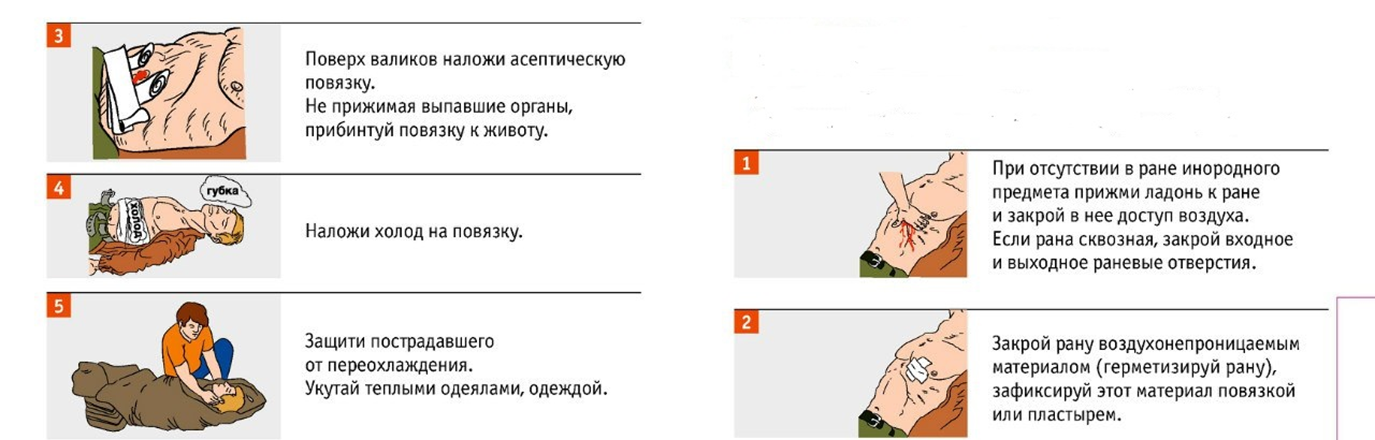 3
Поверх валиков наложи асептическую
повязку.
Не прижимая выпавшие органы,
прибинтуй повязку к животу.
4
губка
холод
Наложи холод на повязку.
5
Защити пострадавшего
от переохлаждения.
Укутай теплыми одеялами, одеждой.
1
При отсутствии в ране инородного
предмета прижми ладонь к ране
и закрой в нее доступ воздуха.
Если рана сквозная, закрой входное
и выходное раневые отверстия.
2
Закрой рану воздухонепроницаемым
материалом (герметизируй рану),
зафиксируй этот материал повязкой
или пластырем.